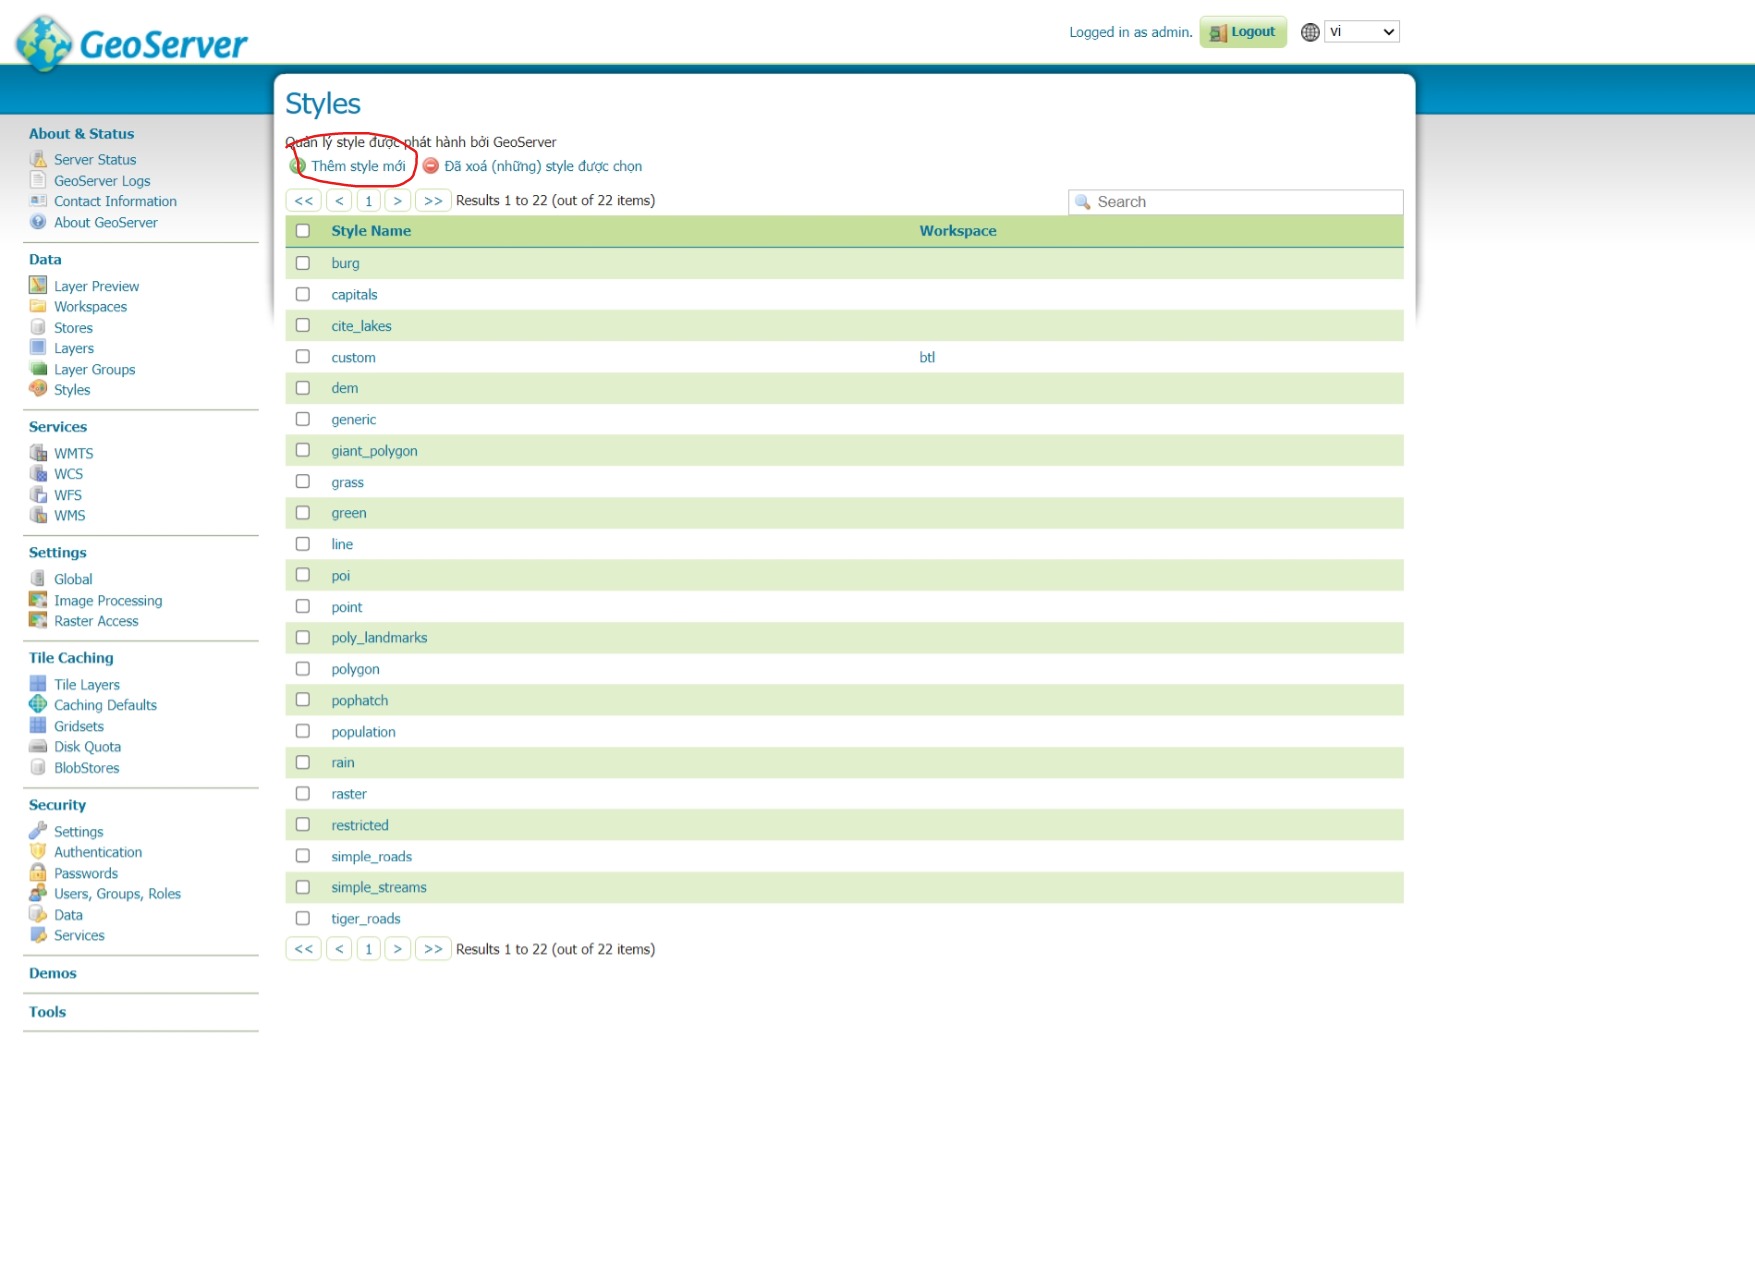 GeoServer
Logged in as admin. Logout vi
Styles
Quản lý style được phát hành bởi GeoServer
Thêm style mới Đã xoá (những) style được chọn
<< < 1 > >> Results 1 to 22 (out of 22 items) Search
Style Name Workspace
burg
capitals
cite_lakes
custom btl
dem
generic
giant_polygon
grass
green
line
poi
point
poly_landmarks
polygon
pophatch
population
rain
raster
restricted
simple_roads
simple_streams
tiger_roads
<< < 1 > >> Results 1 to 22 (out of 22 items)
About & Status
Server Status
GeoServer Logs
Contact Information
About GeoServer
Data
Layer Preview
Workspaces
Stores
Layers
Layer Groups
Styles
Services
WMTS
WCS
WFS
WMS
Settings
Global
Image Processing
Raster Access
Tile Caching
Tile Layers
Caching Defaults
Gridsets
Disk Quota
BlobStores
Security
Settings
Authentication
Passwords
Users, Groups, Roles
Data
Services
Demos
Tools